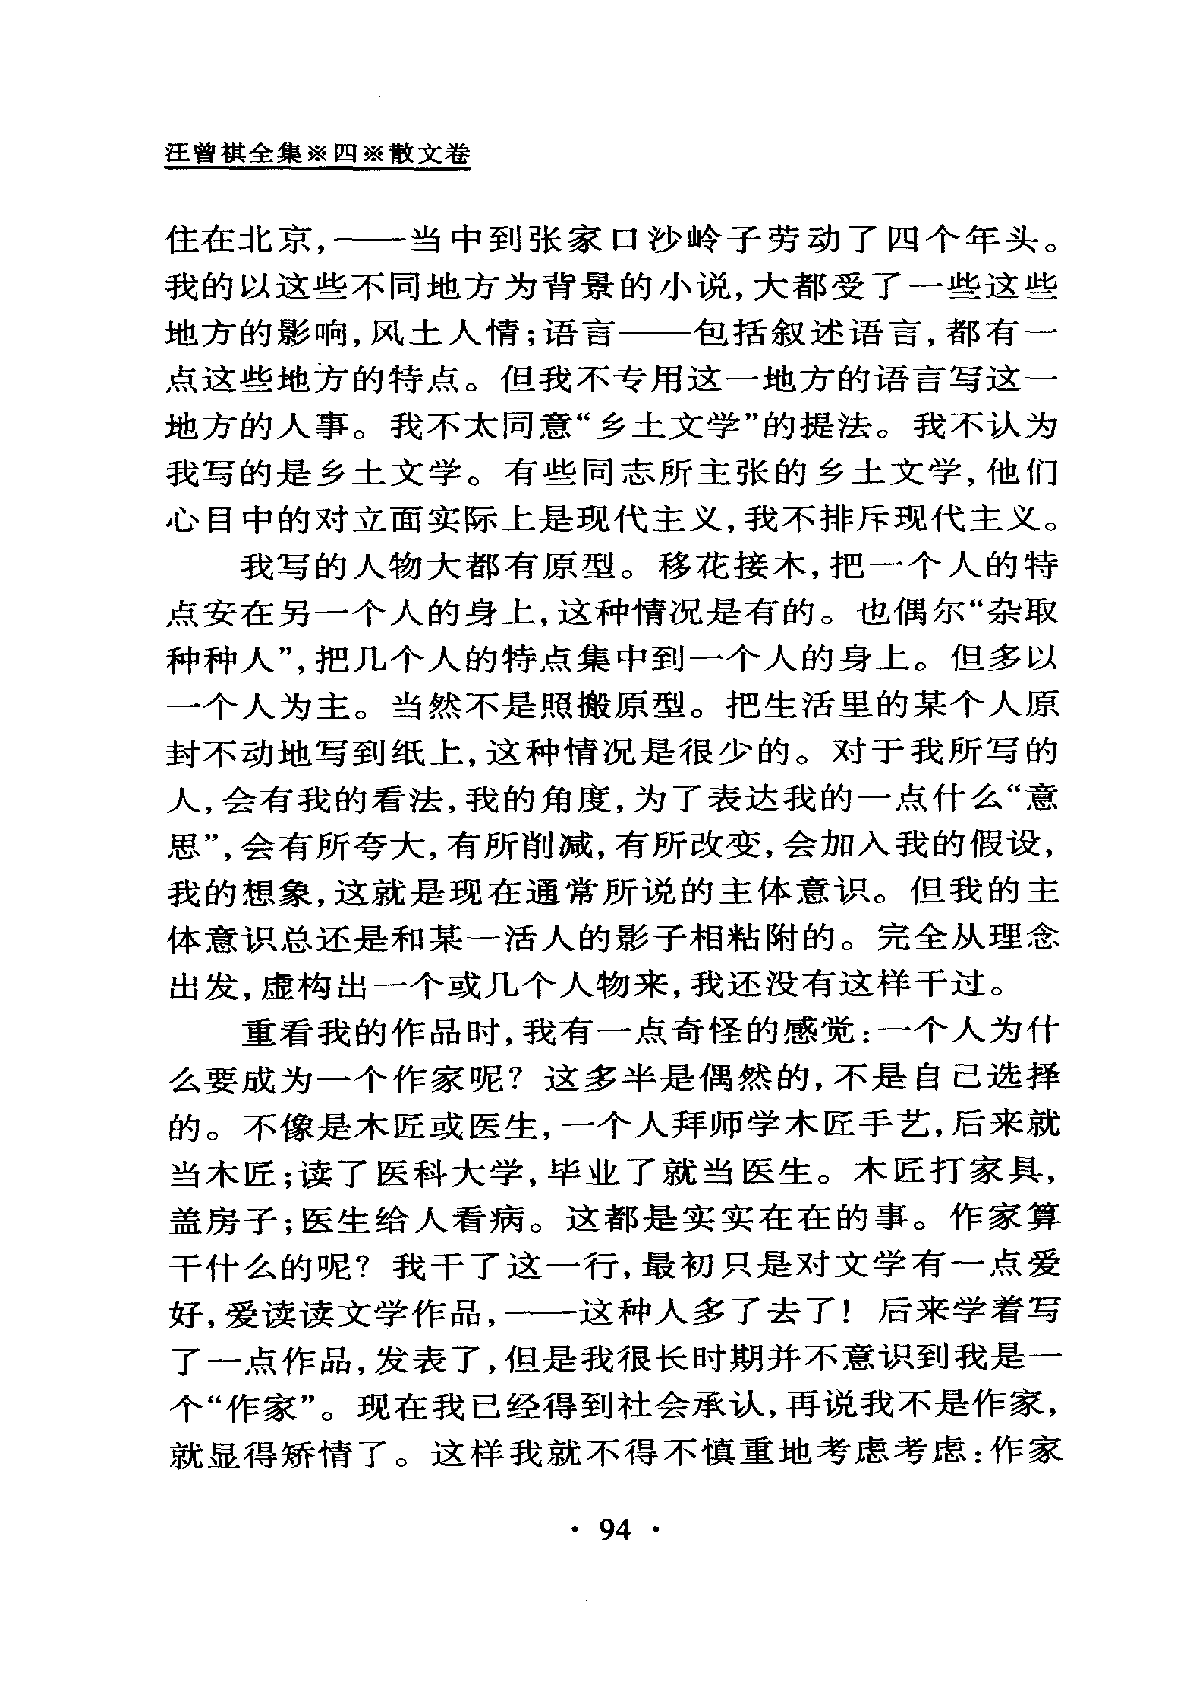 汪曾祺全集※四※散文卷
住在北京,——当中到张家口沙岭子劳动了四个年头。
我的以这些不同地方为背景的小说,大都受了一些这些
地方的影响,风土人情;语言——包括叙述语言,都有一
点这些地方的特点。但我不专用这一地方的语言写这一
地方的人事。我不太同意“乡土文学”的提法。我不认为
我写的是乡土文学。有些同志所主张的乡土文学,他们
心目中的对立面实际上是现代主义,我不排斥现代主义。
我写的人物大都有原型。移花接木,把一个人的特
点安在另一个人的身上,这种情况是有的。也偶尔“杂取
种种人”,把几个人的特点集中到一个人的身上。但多以
一个人为主。当然不是照搬原型。把生活里的某个人原
封不动地写到纸上,这种情况是很少的。对于我所写的
人,会有我的看法,我的角度,为了表达我的一点什么“意
思”,会有所夸大,有所削减,有所改变,会加入我的假设,
我的想象,这就是现在通常所说的主体意识。但我的主
体意识总还是和某一活人的影子相粘附的。完全从理念
出发,虚构出一个或几个人物来,我还没有这样干过。
重看我的作品时,我有一点奇怪的感觉:一个人为什
么要成为一个作家呢?这多半是偶然的,不是自己选择
的。不像是木匠或医生,一个人拜师学木匠手艺,后来就
当木匠;读了医科大学,毕业了就当医生。木匠打家具,
盖房子;医生给人看病。这都是实实在在的事。作家算
干什么的呢?我干了这一行,最初只是对文学有一点爱
好,爱读读文学作品,——这种人多了去了!后来学着写
了一点作品,发表了,但是我很长时期并不意识到我是一
个“作家”。现在我已经得到社会承认,再说我不是作家,
就显得矫情了。这样我就不得不慎重地考虑考虑:作家
· 94 ·